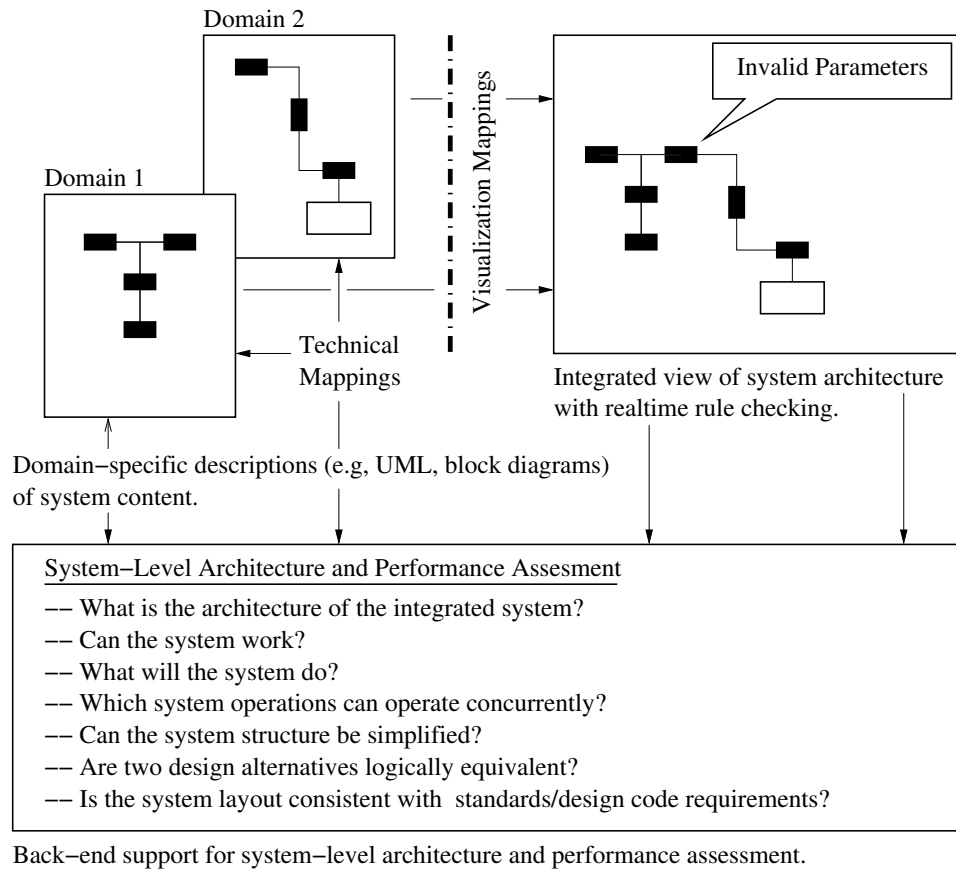 Domain 2
Invalid Parameters
Visualization Mappings
Domain 1
Technical
Mappings
Integrated view of system architecture
with realtime rule checking.
Domain−specific descriptions (e.g, UML, block diagrams)
of system content.
System−Level Architecture and Performance Assesment
−− What is the architecture of the integrated system?
−− Can the system work?
−− What will the system do?
−− Which system operations can operate concurrently?
−− Can the system structure be simplified?
−− Are two design alternatives logically equivalent?
−− Is the system layout consistent with standards/design code requirements?
Back−end support for system−level architecture and performance assessment.